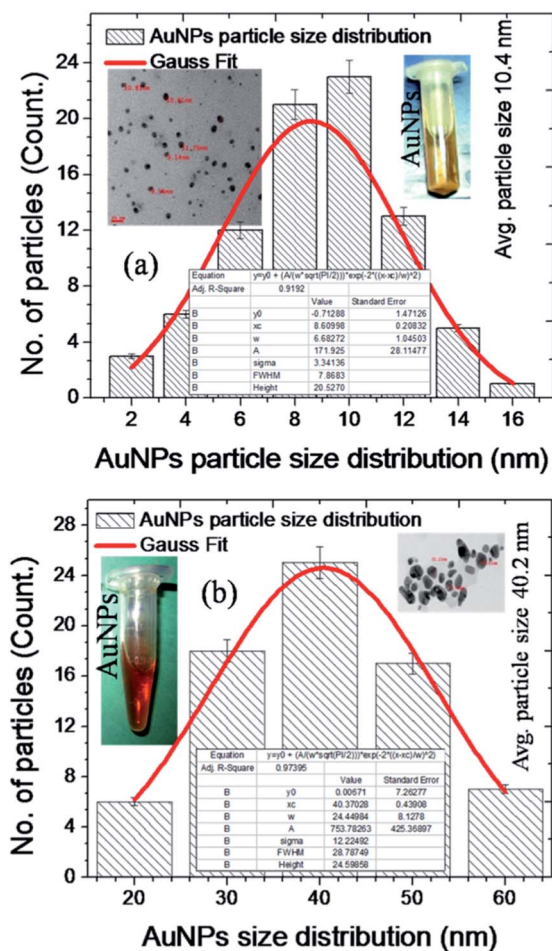 AuNPs particle size distribution
Gauss Fit
24
20
16
12
8
4
0
No. of particles (Count.)
AuNPs
Avg. particle size 10.4 nm
(a)
Equation y=y0 + (A/(w*sqrt(PI/2)))*exp(-2*((x-xc)/w)^2)
Adj. R-Square 0.9192
Value Standard Error
B y0 -0.71288 1.47126
B xc 8.60998 0.20832
B w 6.68272 1.04503
B A 171.925 28.11477
B sigma 3.34136
B FWHM 7.8683
B Height 20.5270
2 4 6 8 10 12 14 16
AuNPs particle size distribution (nm)
AuNPs particle size distribution
Gauss Fit
28
24
20
16
12
8
4
0
No. of particles (Count.)
AuNPs
(b)
Avg. particle size 40.2 nm
Equation y=y0 + (A/(w*sqrt(PI/2)))*exp(-2*((x-xc)/w)^2)
Adj. R-Square 0.97395
Value Standard Error
B y0 0.00671 7.26277
B xc 40.37028 0.43908
B w 24.44984 8.1278
B A 753.78263 425.36897
B sigma 12.22492
B FWHM 28.78749
B Height 24.59858
20 30 40 50 60
AuNPs size distribution (nm)